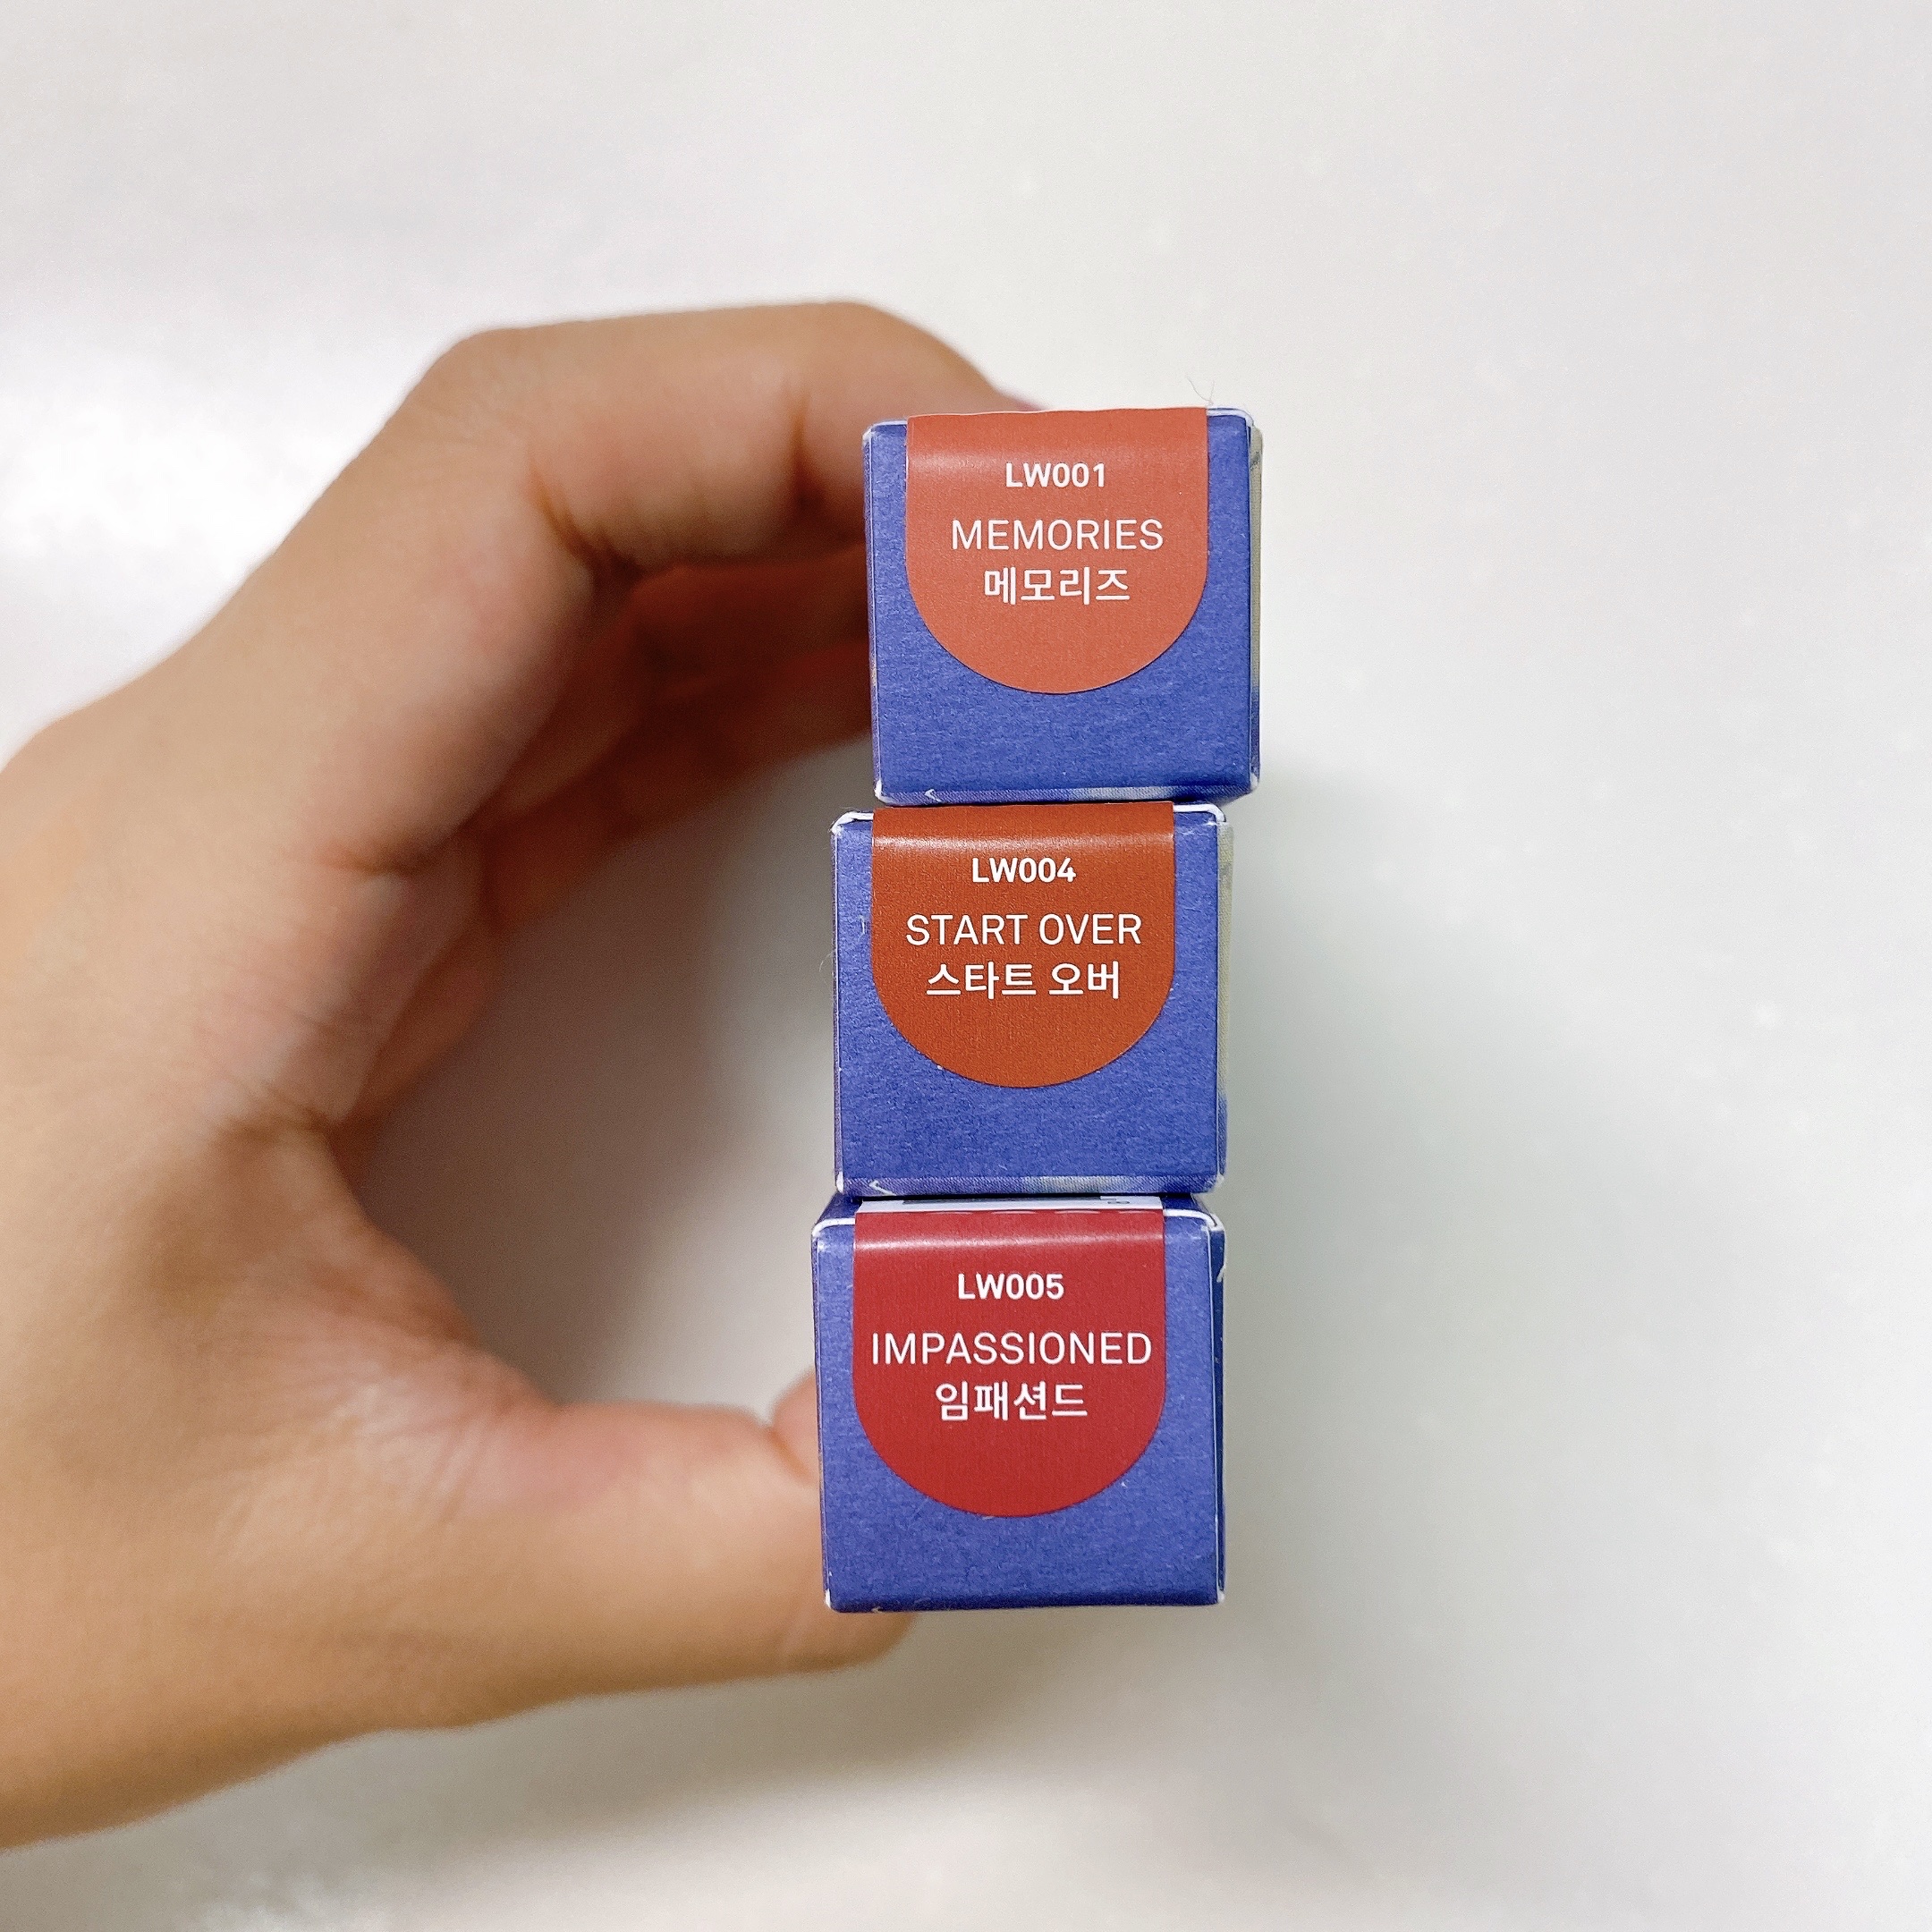 LW001
MEMORIES
메모리즈
LW004
START OVER
스타트 오버
LW005
IMPASSIONED
임패션드